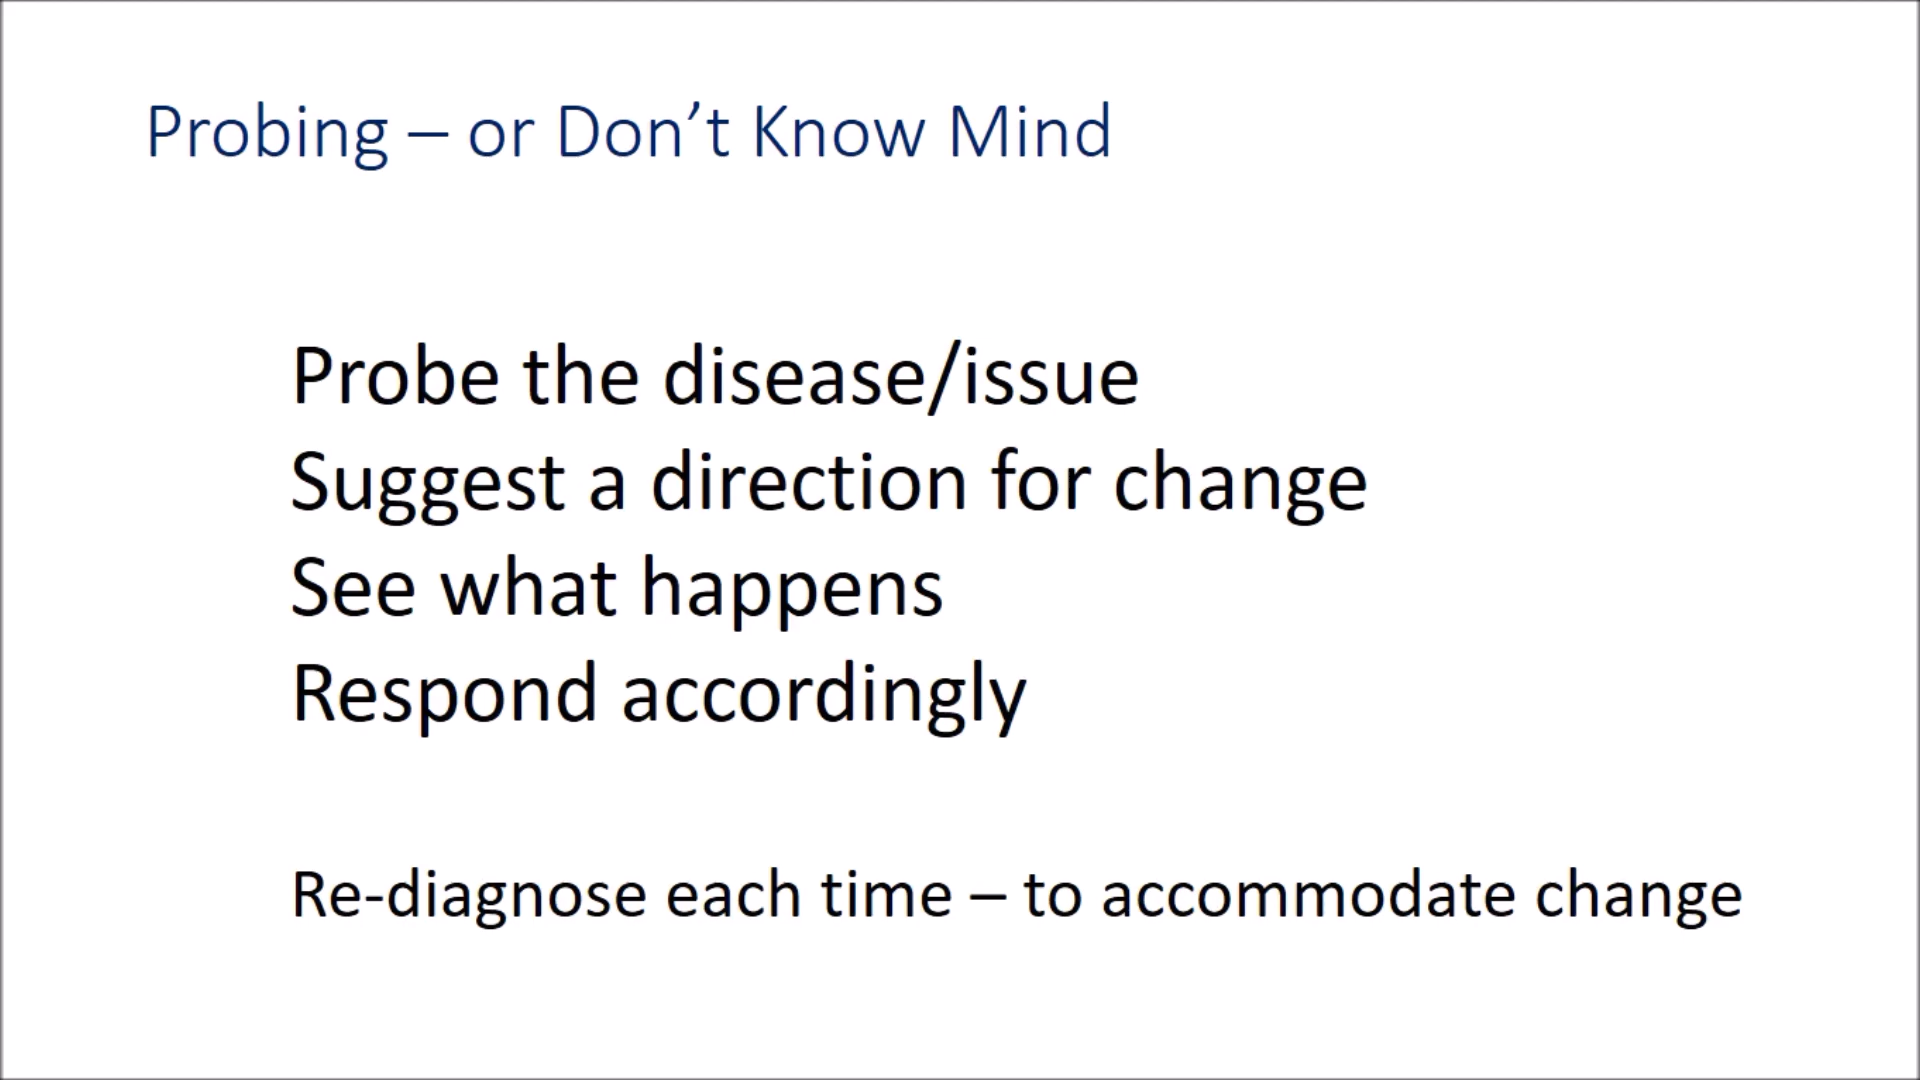 Probing – or Don’t Know Mind
Probe the disease/issue
Suggest a direction for change
See what happens
Respond accordingly
Re-diagnose each time – to accommodate change